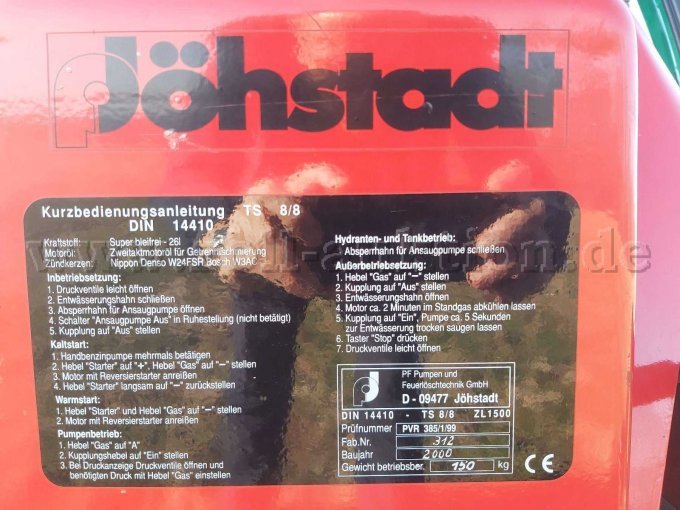 Jöhstadt
Kurzbedienungsanleitung TS 8/8
DIN 14410
Kraftstoff: Super bleifrei - 26l
Motoröl: Zweitaktmotoröl für Getrenntschmierung
Zündkerzen: Nippon Denso W24FSR Bosch W3AC
Inbetriebsetzung:
1. Druckventile leicht öffnen
2. Entwässerungshahn schließen
3. Absperrhahn für Ansaugpumpe öffnen
4. Schalter "Ansaugpumpe Aus" in Ruhestellung (nicht betätigt)
5. Kupplung auf "Aus" stellen
Kaltstart:
1. Handbenzinpumpe mehrmals betätigen
2. Hebel "Starter" auf "+", Hebel "Gas" auf "−" stellen
3. Motor mit Reversierstarter anreißen
4. Hebel "Starter" langsam auf "−" zurückstellen
Warmstart:
1. Hebel "Starter" und Hebel "Gas" auf "−" stellen
2. Motor mit Reversierstarter anreißen
Pumpenbetrieb:
1. Hebel "Gas" auf "A"
2. Kupplungshebel auf "Ein" stellen
3. Bei Druckanzeige Druckventile öffnen und
benötigten Druck mit Hebel "Gas" einstellen
Hydranten- und Tankbetrieb:
- Absperrhahn für Ansaugpumpe schließen
Außerbetriebsetzung:
1. Hebel "Gas" auf "−" stellen
2. Kupplung auf "Aus" stellen
3. Entwässerungshahn öffnen
4. Motor ca. 2 Minuten im Standgas abkühlen lassen
5. Kupplung auf "Ein", Pumpe ca. 5 Sekunden
zur Entwässerung trocken saugen lassen
6. Taster "Stop" drücken
7. Druckventile leicht öffnen
PF Pumpen und
Feuerlöschtechnik GmbH
D - 09477 Jöhstadt
DIN 14410 - TS 8/8 ZL1500
Prüfnummer PVR 385/1/99
Fab.Nr. 312
Baujahr 2000
Gewicht betriebsber. 190 kg
CE